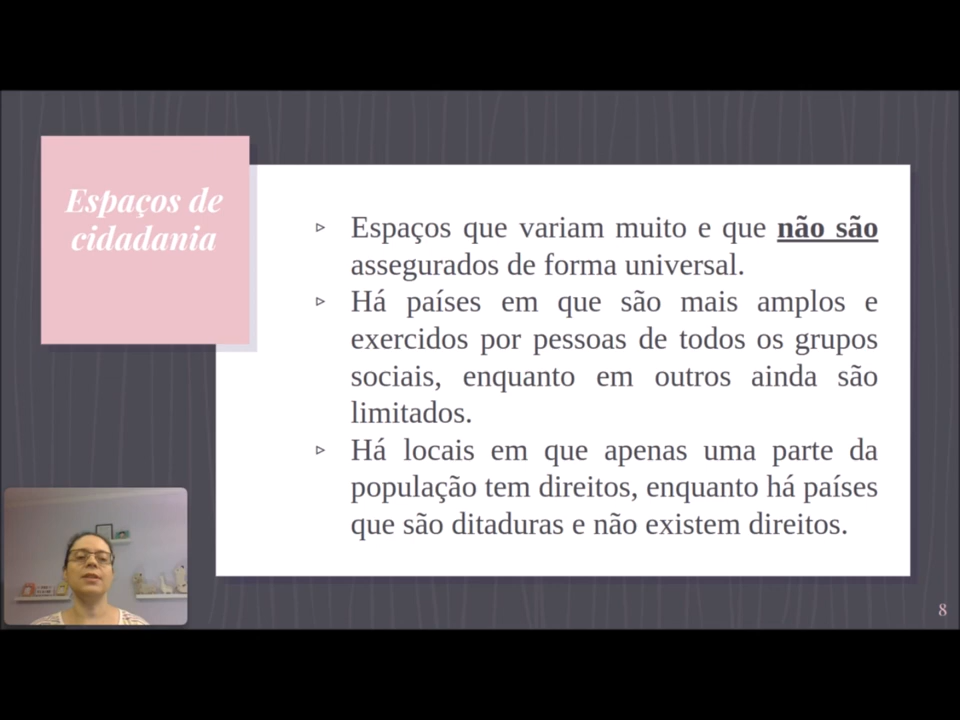 Espaços de
cidadania
▹ Espaços que variam muito e que não são
assegurados de forma universal.
▹ Há países em que são mais amplos e
exercidos por pessoas de todos os grupos
sociais, enquanto em outros ainda são
limitados.
▹ Há locais em que apenas uma parte da
população tem direitos, enquanto há países
que são ditaduras e não existem direitos.
8